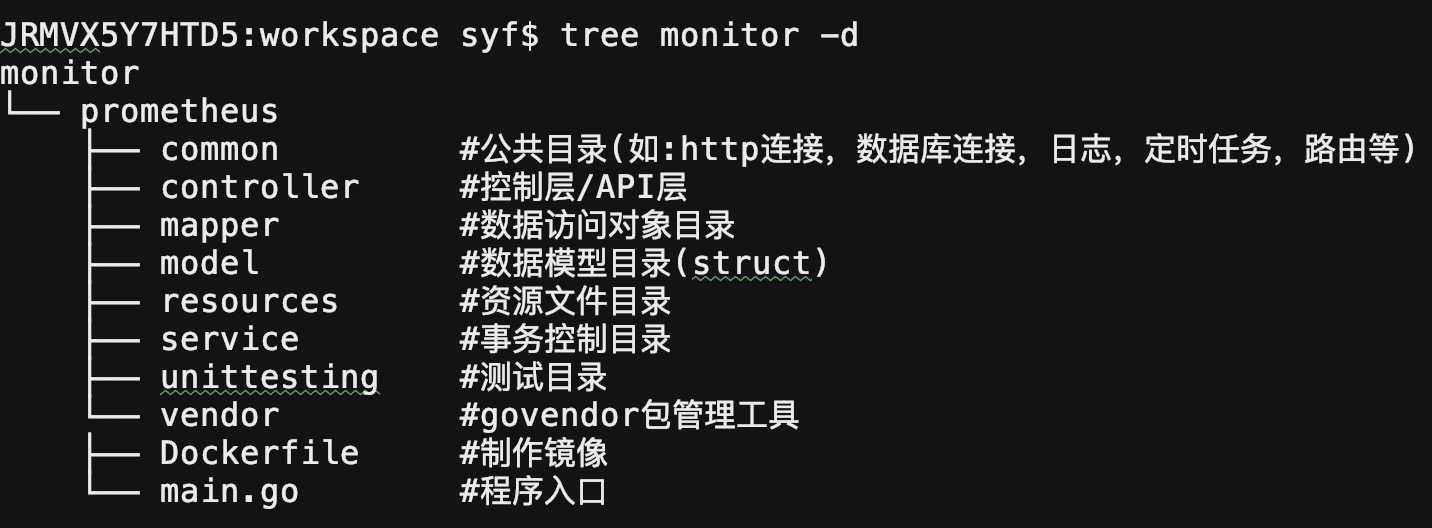 JRMVX5Y7HTD5:workspace syf$ tree monitor -d
monitor
└── prometheus
    ├── common         #公共目录(如:http连接，数据库连接，日志，定时任务，路由等)
    ├── controller     #控制层/API层
    ├── mapper         #数据访问对象目录
    ├── model          #数据模型目录(struct)
    ├── resources      #资源文件目录
    ├── service        #事务控制目录
    ├── unittesting    #测试目录
    └── vendor         #govendor包管理工具
    ├── Dockerfile     #制作镜像
    └── main.go        #程序入口